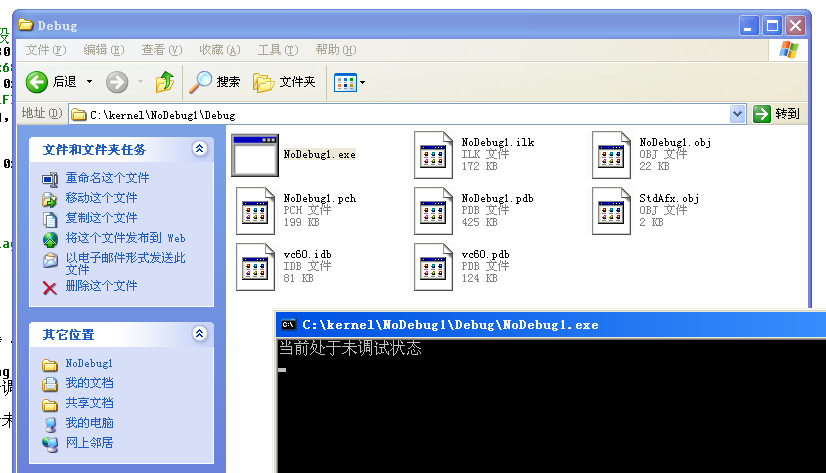 Debug
文件(F) 编辑(E) 查看(V) 收藏(A) 工具(T) 帮助(H)
后退 搜索 文件夹
地址(D) C:\kernel\NoDebug1\Debug 转到
文件和文件夹任务
重命名这个文件
移动这个文件
复制这个文件
将这个文件发布到 Web
以电子邮件形式发送此
文件
删除这个文件
其它位置
NoDebug1
我的文档
共享文档
我的电脑
网上邻居
NoDebug1.exe
NoDebug1.ilk
ILK 文件
172 KB
NoDebug1.obj
OBJ 文件
22 KB
NoDebug1.pch
PCH 文件
199 KB
NoDebug1.pdb
PDB 文件
425 KB
StdAfx.obj
OBJ 文件
2 KB
vc60.idb
IDB 文件
81 KB
vc60.pdb
PDB 文件
124 KB
C:\kernel\NoDebug1\Debug\NoDebug1.exe
当前处于未调试状态